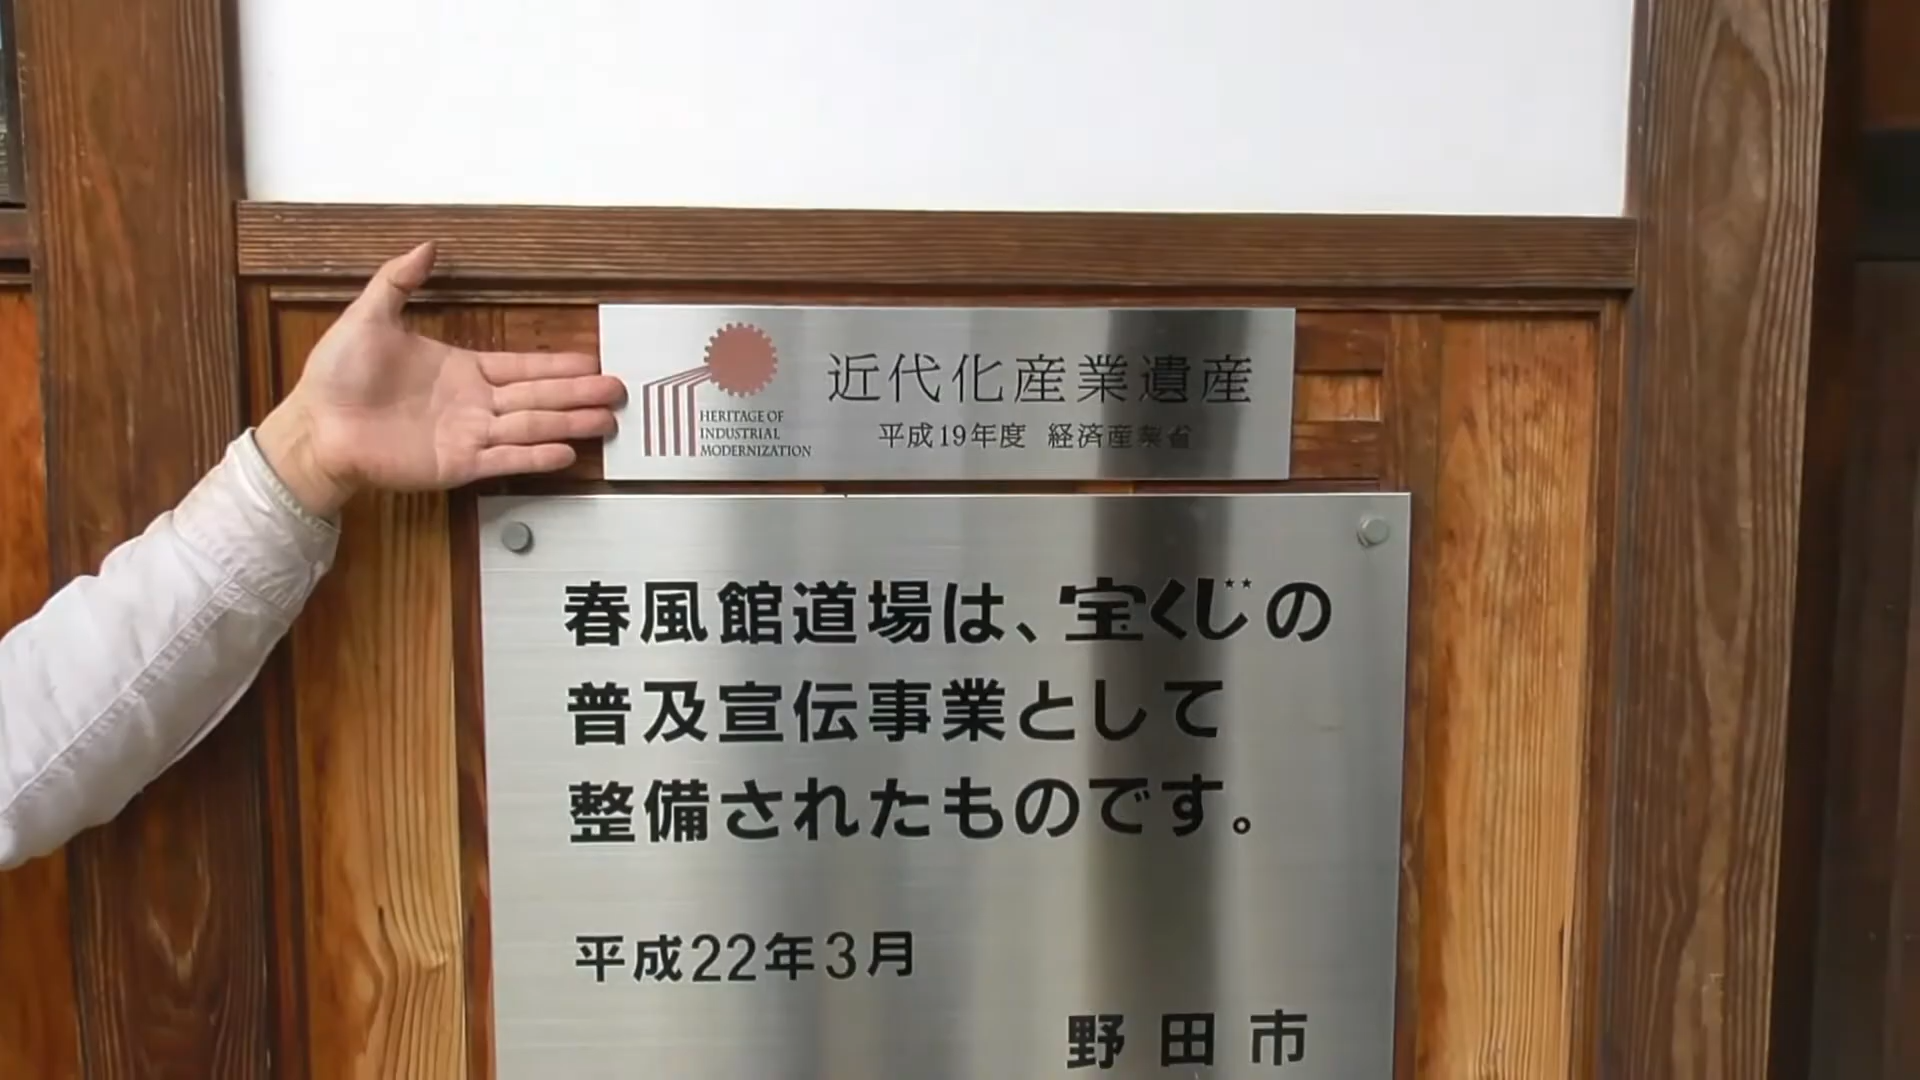 近代化産業遺産
平成19年度 経済産業省
HERITAGE OF
INDUSTRIAL
MODERNIZATION
春風館道場は、宝くじの
普及宣伝事業として
整備されたものです。
平成22年3月
野田市